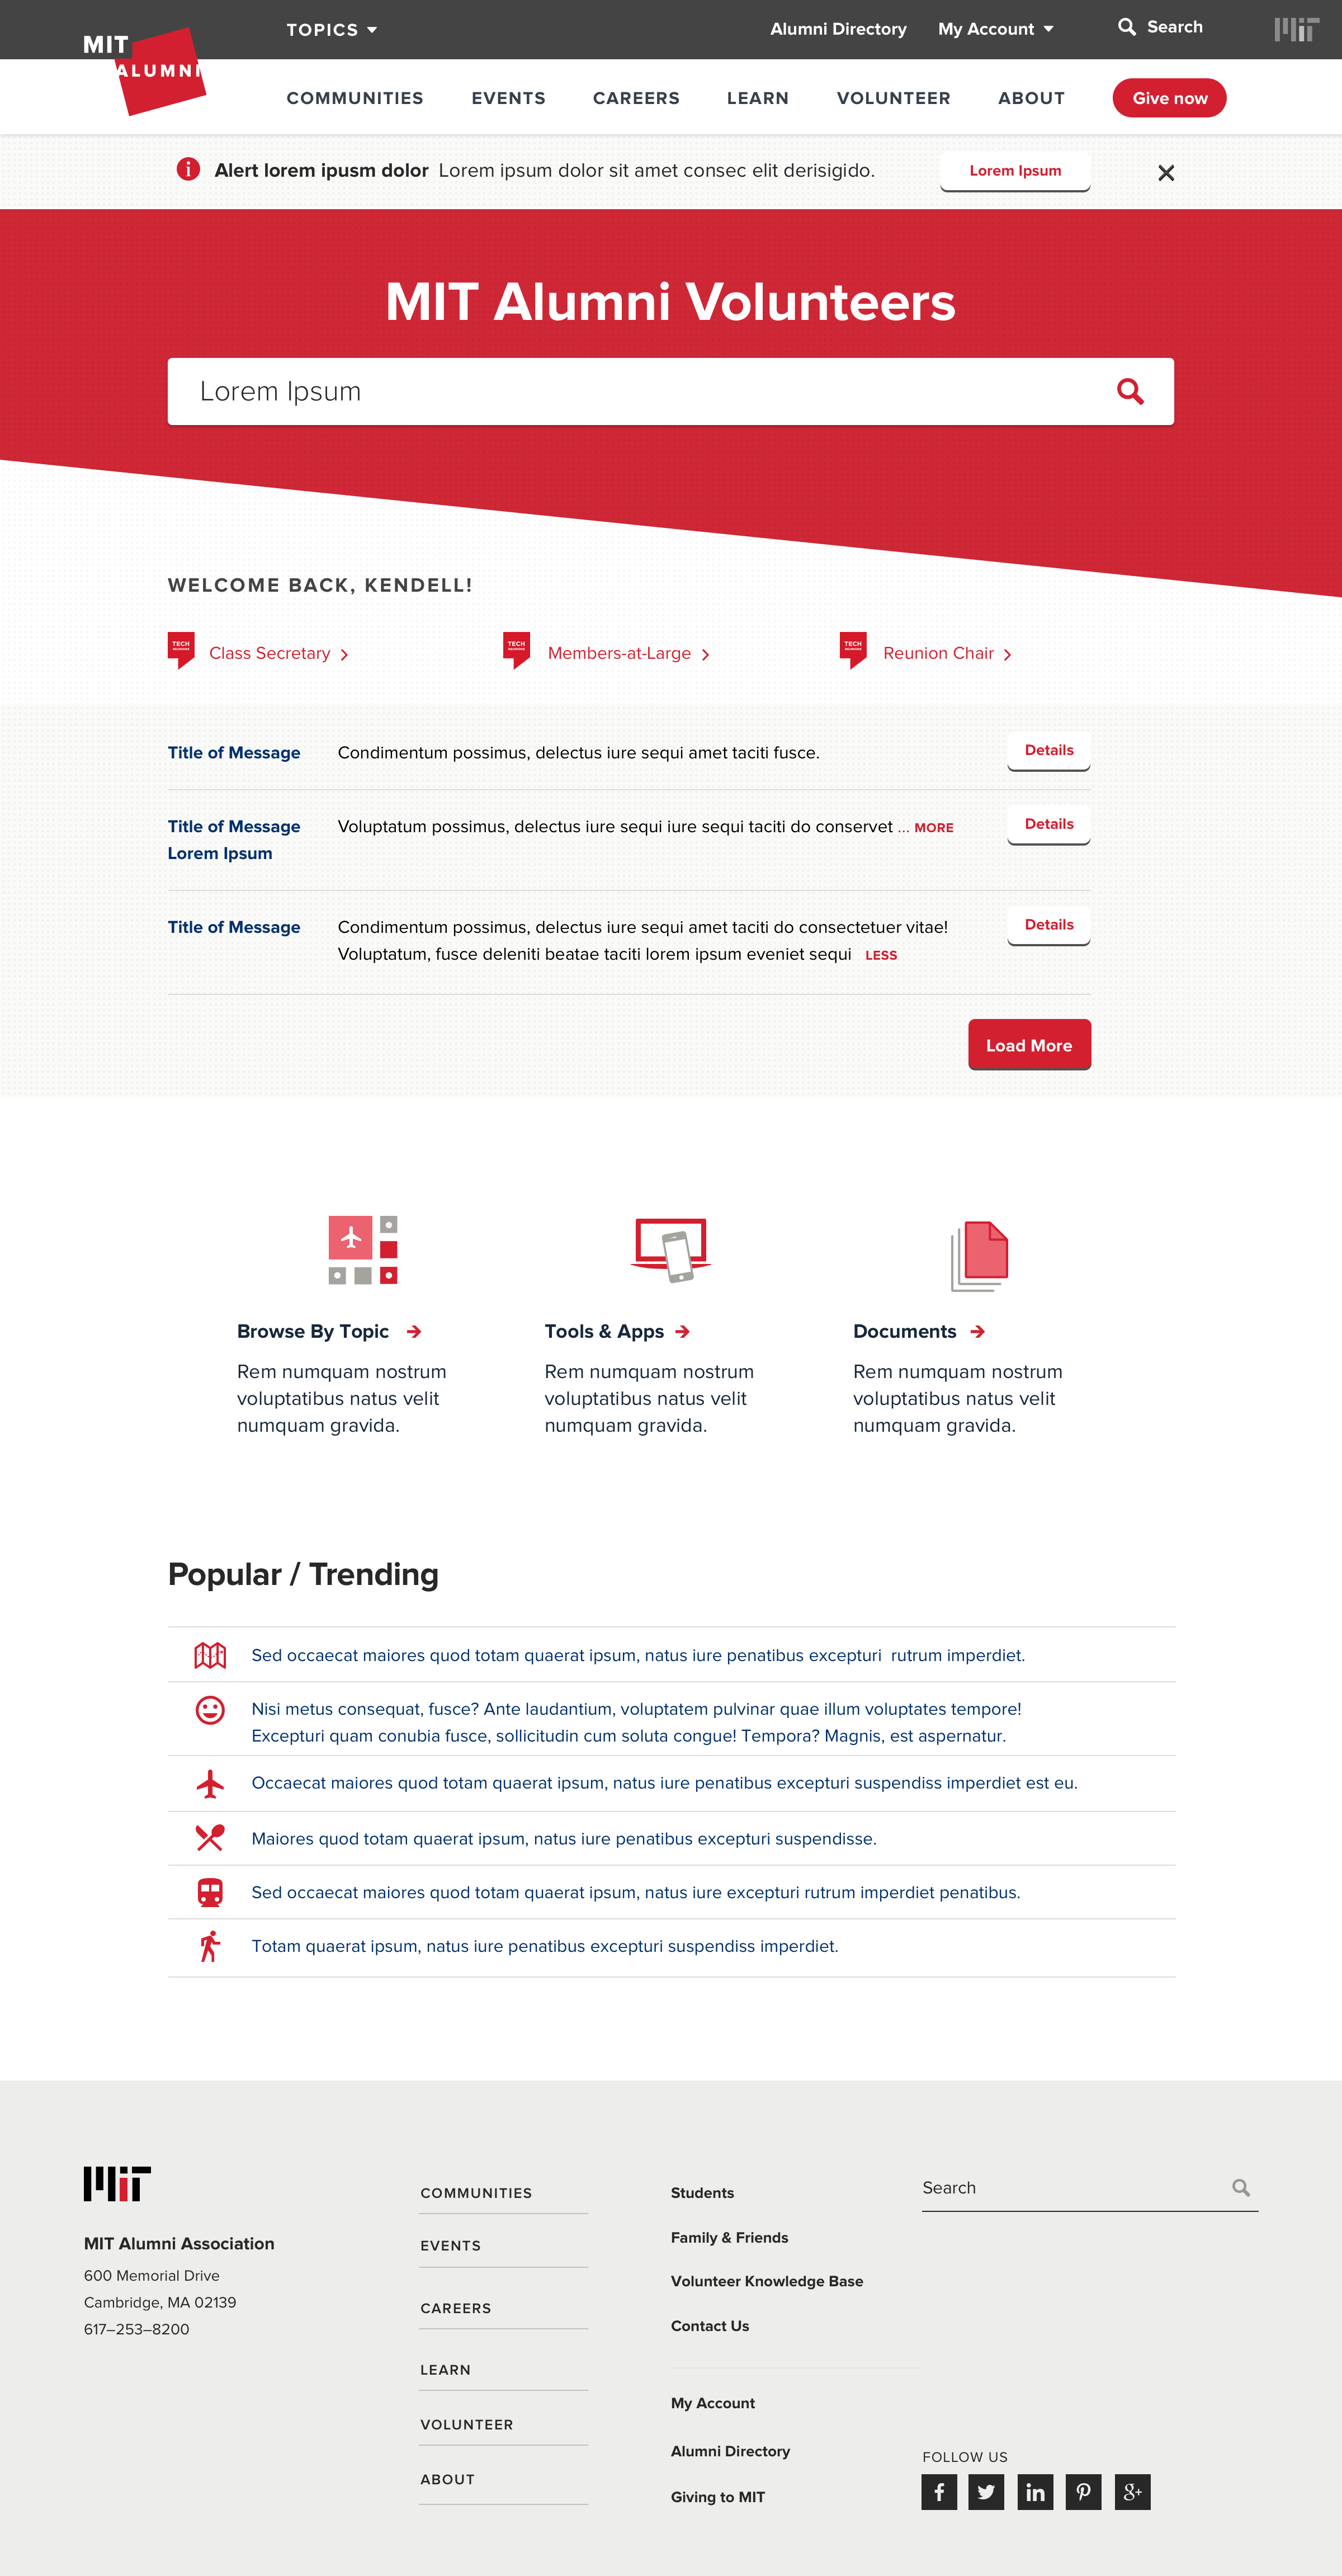 TOPICS
Alumni Directory
My Account
Search
MIT
ALUMNI
COMMUNITIES
EVENTS
CAREERS
LEARN
VOLUNTEER
ABOUT
Give now
Alert lorem ipusm dolor Lorem ipsum dolor sit amet consec elit derisigido.
Lorem Ipsum
MIT Alumni Volunteers
Lorem Ipsum
WELCOME BACK, KENDELL!
TECH
Class Secretary
TECH
Members-at-Large
TECH
Reunion Chair
Title of Message
Condimentum possimus, delectus iure sequi amet taciti fusce.
Details
Title of Message
Lorem Ipsum
Voluptatum possimus, delectus iure sequi iure sequi taciti do conservet ... MORE
Details
Title of Message
Condimentum possimus, delectus iure sequi amet taciti do consectetuer vitae!
Voluptatum, fusce deleniti beatae taciti lorem ipsum eveniet sequi LESS
Details
Load More
Browse By Topic
Rem numquam nostrum
voluptatibus natus velit
numquam gravida.
Tools & Apps
Rem numquam nostrum
voluptatibus natus velit
numquam gravida.
Documents
Rem numquam nostrum
voluptatibus natus velit
numquam gravida.
Popular / Trending
Sed occaecat maiores quod totam quaerat ipsum, natus iure penatibus excepturi rutrum imperdiet.
Nisi metus consequat, fusce? Ante laudantium, voluptatem pulvinar quae illum voluptates tempore!
Excepturi quam conubia fusce, sollicitudin cum soluta congue! Tempora? Magnis, est aspernatur.
Occaecat maiores quod totam quaerat ipsum, natus iure penatibus excepturi suspendiss imperdiet est eu.
Maiores quod totam quaerat ipsum, natus iure penatibus excepturi suspendisse.
Sed occaecat maiores quod totam quaerat ipsum, natus iure excepturi rutrum imperdiet penatibus.
Totam quaerat ipsum, natus iure penatibus excepturi suspendiss imperdiet.
MIT Alumni Association
600 Memorial Drive
Cambridge, MA 02139
617–253–8200
COMMUNITIES
EVENTS
CAREERS
LEARN
VOLUNTEER
ABOUT
Students
Family & Friends
Volunteer Knowledge Base
Contact Us
My Account
Alumni Directory
Giving to MIT
Search
FOLLOW US